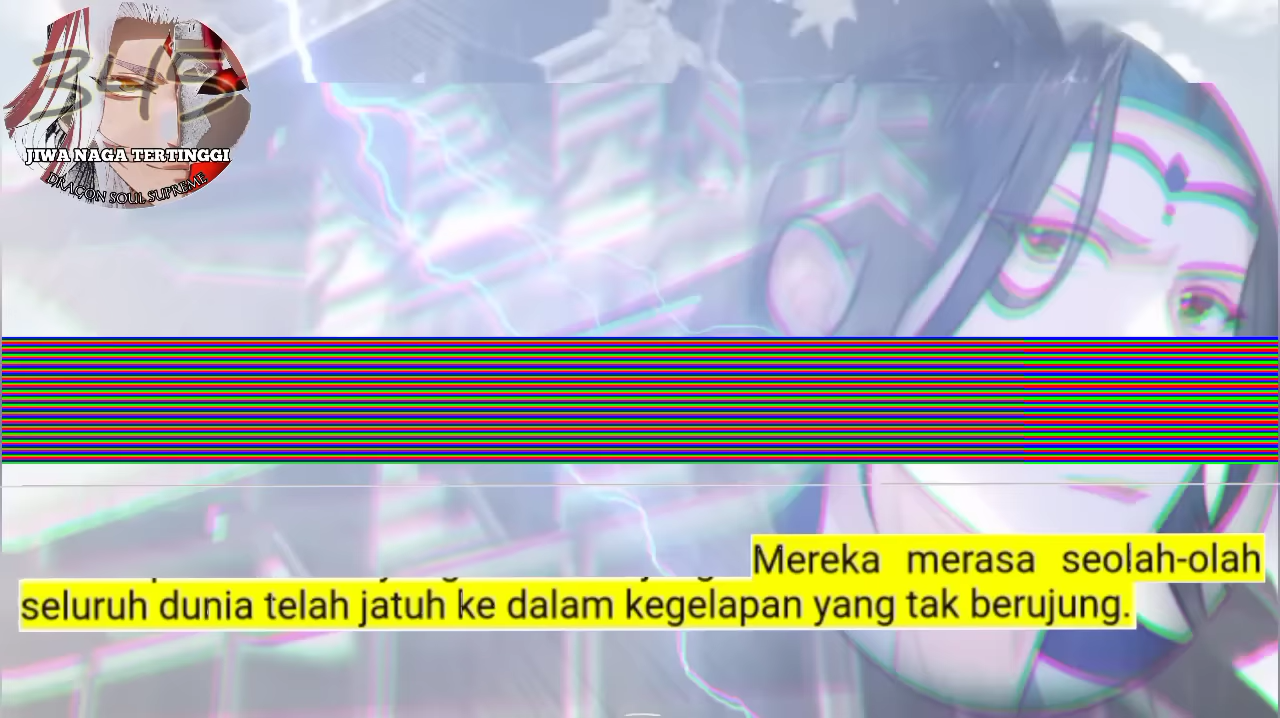 345
JIWA NAGA TERTINGGI
DRAGON SOUL SUPREME
Mereka merasa seolah-olah
seluruh dunia telah jatuh ke dalam kegelapan yang tak berujung.